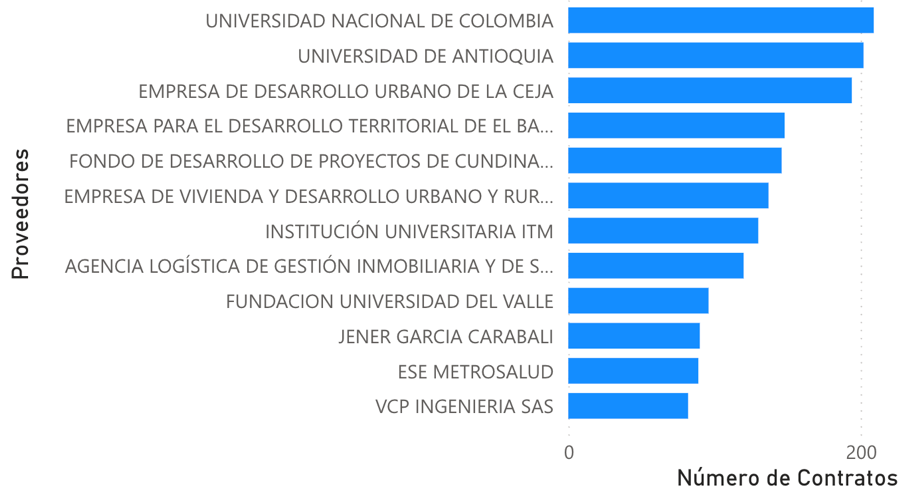 UNIVERSIDAD NACIONAL DE COLOMBIA
UNIVERSIDAD DE ANTIOQUIA
EMPRESA DE DESARROLLO URBANO DE LA CEJA
EMPRESA PARA EL DESARROLLO TERRITORIAL DE EL BA...
FONDO DE DESARROLLO DE PROYECTOS DE CUNDINA...
EMPRESA DE VIVIENDA Y DESARROLLO URBANO Y RUR...
INSTITUCIÓN UNIVERSITARIA ITM
AGENCIA LOGÍSTICA DE GESTIÓN INMOBILIARIA Y DE S...
FUNDACION UNIVERSIDAD DEL VALLE
JENER GARCIA CARABALI
ESE METROSALUD
VCP INGENIERIA SAS
Proveedores
0 200
Número de Contratos